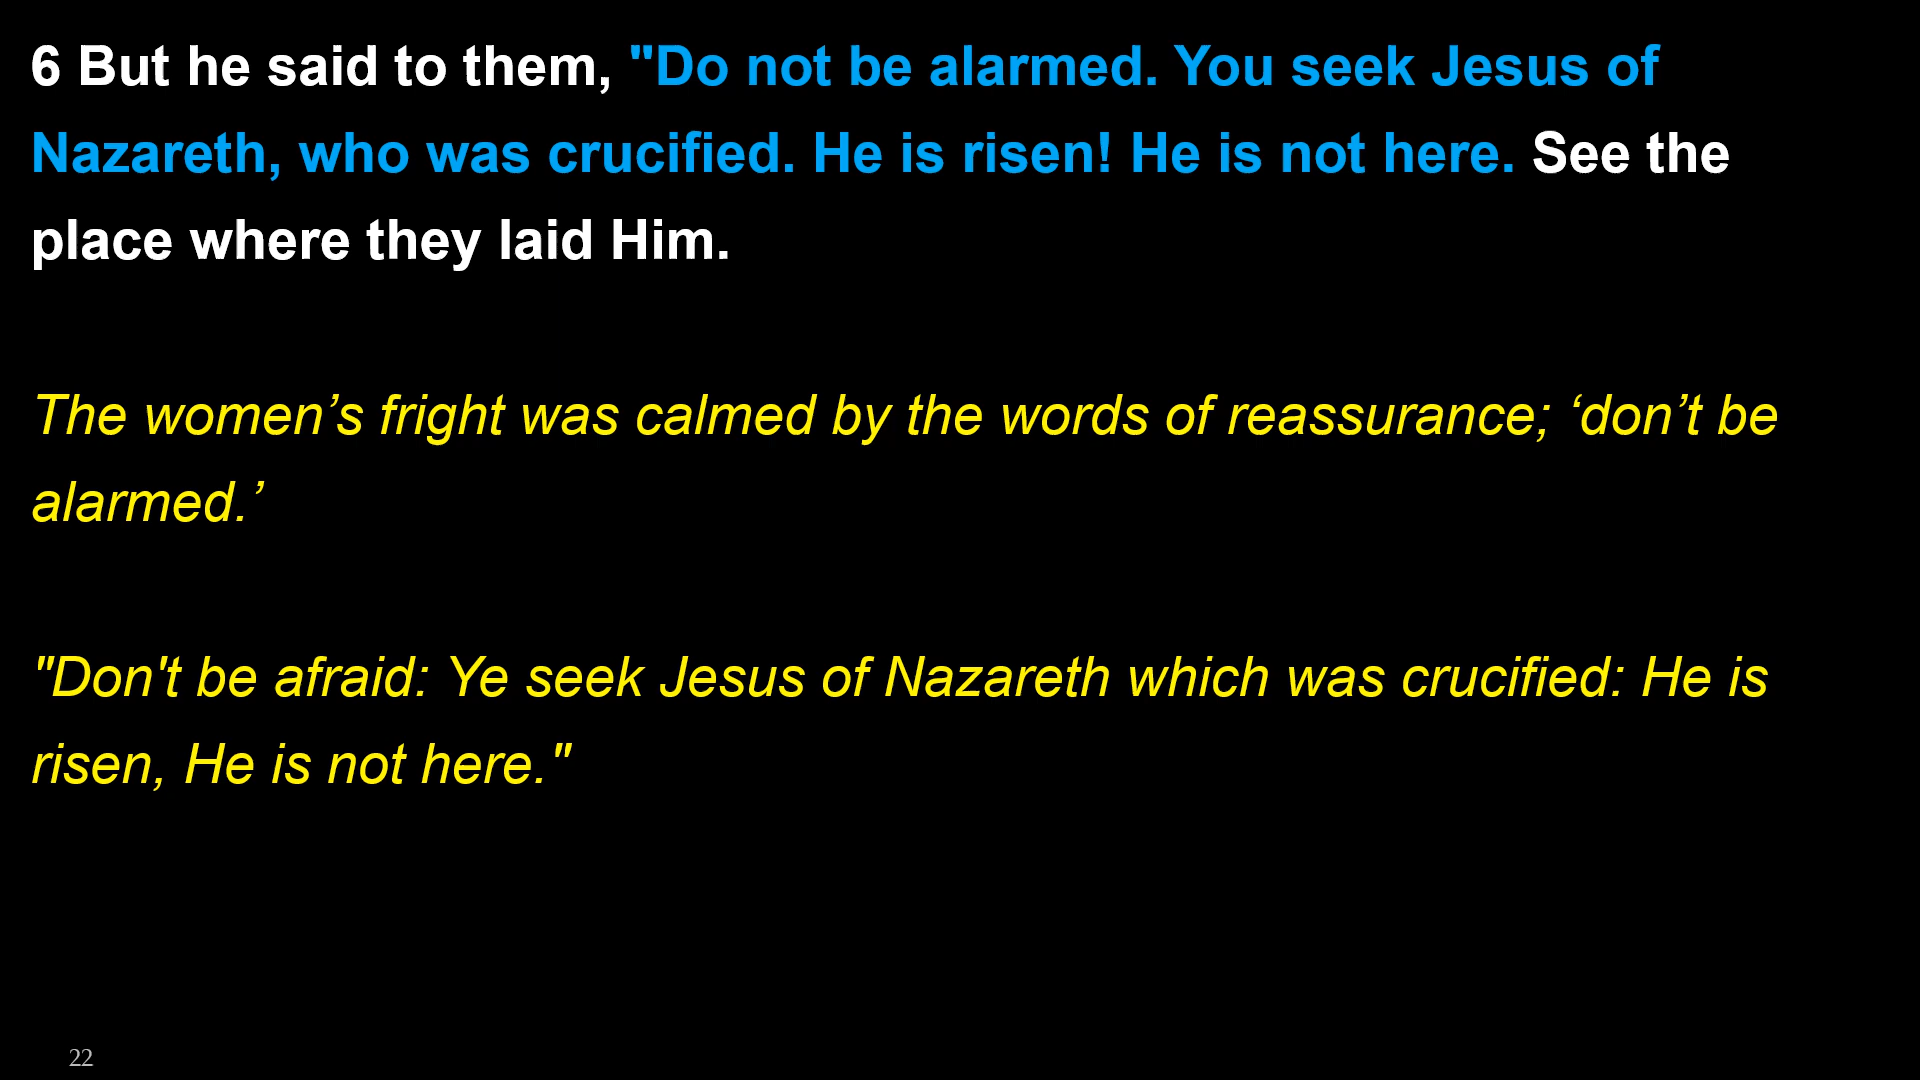 6 But he said to them, "Do not be alarmed. You seek Jesus of
Nazareth, who was crucified. He is risen! He is not here. See the
place where they laid Him.
The women’s fright was calmed by the words of reassurance; ‘don’t be
alarmed.’
"Don't be afraid: Ye seek Jesus of Nazareth which was crucified: He is
risen, He is not here."
22